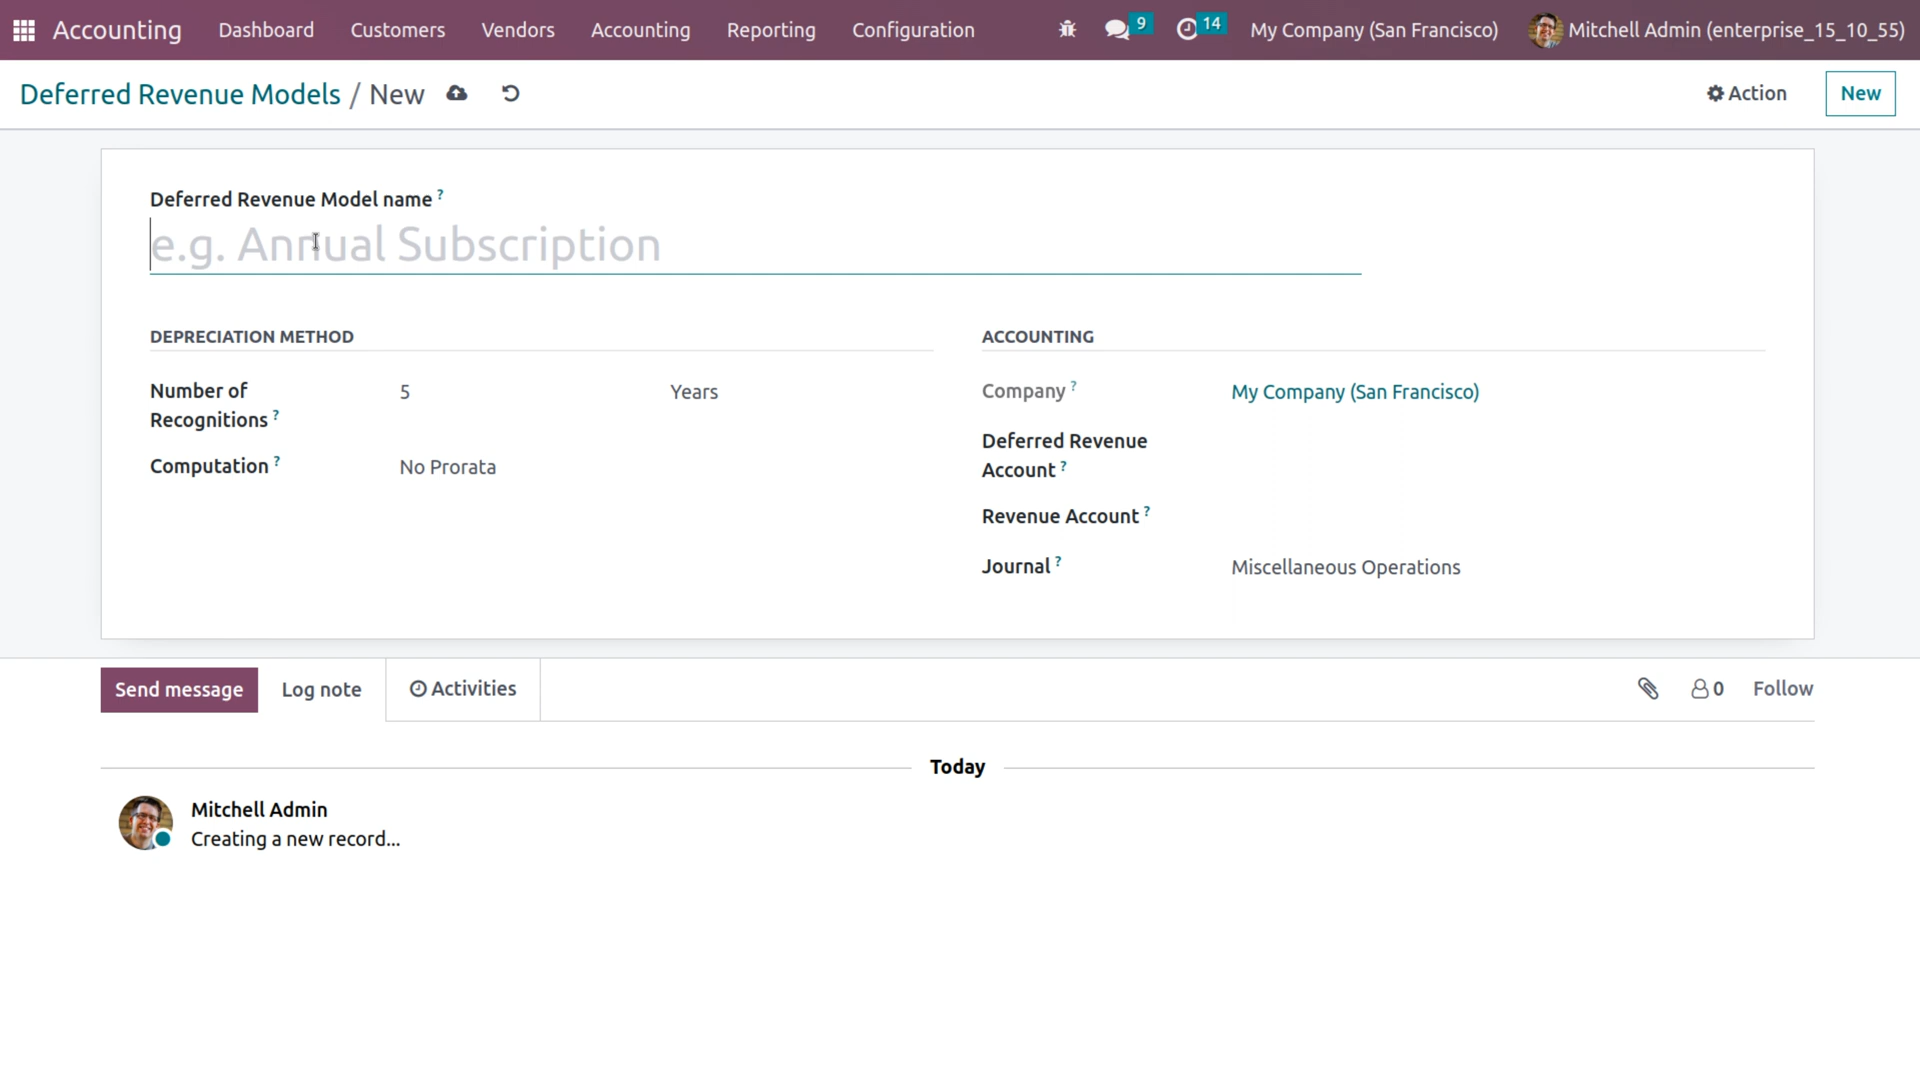 Accounting Dashboard Customers Vendors Accounting Reporting Configuration 9 14 My Company (San Francisco) Mitchell Admin (enterprise_15_10_55)
Deferred Revenue Models / New Action New
Deferred Revenue Model name ?
e.g. Annual Subscription
DEPRECIATION METHOD
Number of Recognitions ? 5 Years
Computation ? No Prorata
ACCOUNTING
Company ? My Company (San Francisco)
Deferred Revenue
Account ?
Revenue Account ?
Journal ? Miscellaneous Operations
Send message Log note Activities 0 Follow
Today
Mitchell Admin
Creating a new record...